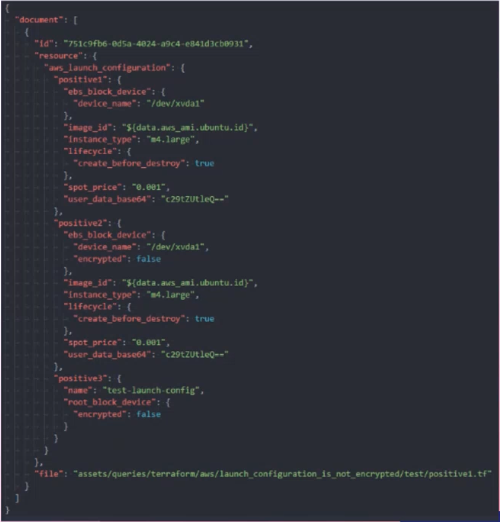 {
"document": [
{
"id": "751c9fb6-0d5a-4024-a9c4-e841d3cb0931",
"resource": {
"aws_launch_configuration": {
"positive1": {
"ebs_block_device": {
"device_name": "/dev/xvda1"
},
"image_id": "${data.aws_ami.ubuntu.id}",
"instance_type": "m4.large",
"lifecycle": {
"create_before_destroy": true
},
"spot_price": "0.001",
"user_data_base64": "c29tZUtleQ=="
},
"positive2": {
"ebs_block_device": {
"device_name": "/dev/xvda1",
"encrypted": false
},
"image_id": "${data.aws_ami.ubuntu.id}",
"instance_type": "m4.large",
"lifecycle": {
"create_before_destroy": true
},
"spot_price": "0.001",
"user_data_base64": "c29tZUtleQ=="
},
"positive3": {
"name": "test-launch-config",
"root_block_device": {
"encrypted": false
}
}
}
},
"file": "assets/queries/terraform/aws/launch_configuration_is_not_encrypted/test/positive1.tf"
}
]
}